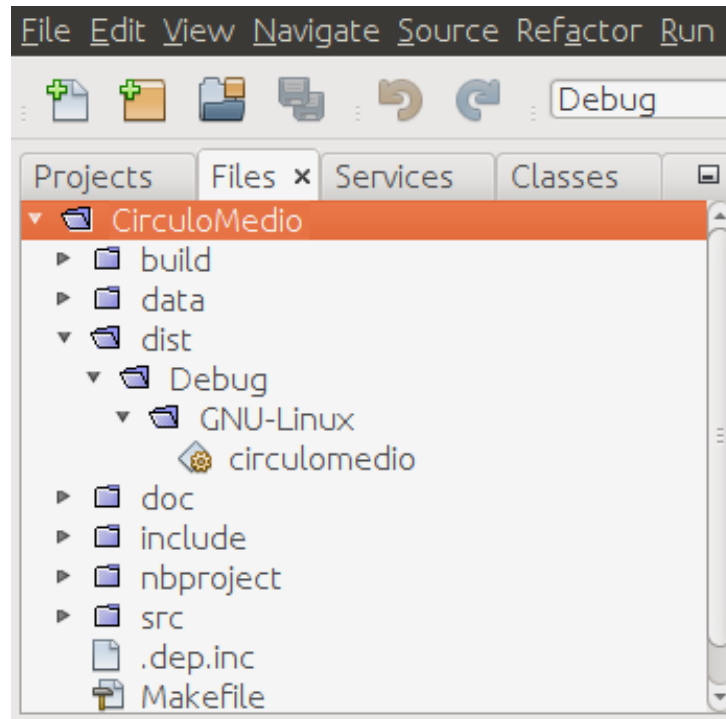 File Edit View Navigate Source Refactor Run
Debug
Projects Files Services Classes
CirculoMedio
build
data
dist
Debug
GNU-Linux
circulomedio
doc
include
nbproject
src
.dep.inc
Makefile